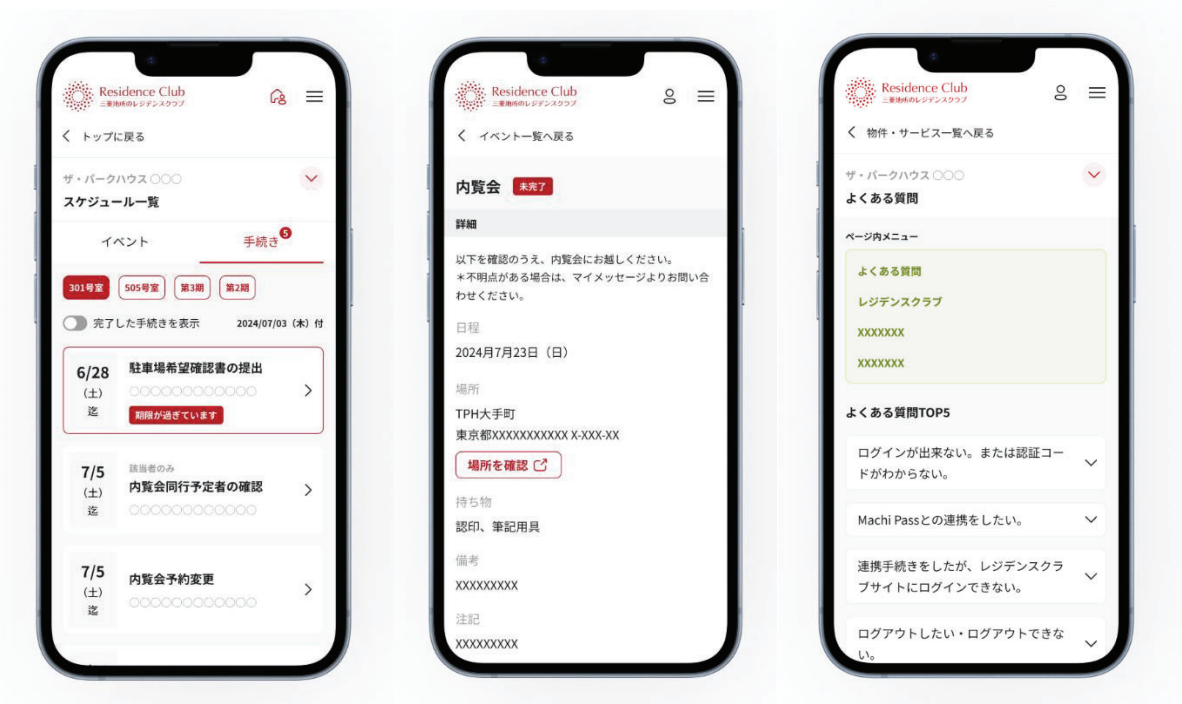 Residence Club
三菱地所のレジデンスクラブ
トップに戻る
ザ・パークハウス〇〇〇
スケジュール一覧
イベント
手続き
5
301号室
505号室
第3期
第2期
完了した手続きを表示
2024/07/03（木）付
6/28
（土）
迄
駐車場希望確認書の提出
〇〇〇〇〇〇〇〇〇〇〇〇
期限が過ぎています
7/5
（土）
迄
該当者のみ
内覧会同行予定者の確認
〇〇〇〇〇〇〇〇〇〇〇〇
7/5
（土）
迄
内覧会予約変更
〇〇〇〇〇〇〇〇〇〇〇〇
Residence Club
三菱地所のレジデンスクラブ
イベント一覧へ戻る
内覧会
未完了
詳細
以下を確認のうえ、内覧会にお越しください。
＊不明点がある場合は、マイメッセージよりお問い合
わせください。
日程
2024月7月23日（日）
場所
TPH大手町
東京都XXXXXXXXXXX X-XXX-XX
場所を確認
持ち物
認印、筆記用具
備考
XXXXXXXXX
注記
XXXXXXXXX
Residence Club
三菱地所のレジデンスクラブ
物件・サービス一覧へ戻る
ザ・パークハウス〇〇〇
よくある質問
ページ内メニュー
よくある質問
レジデンスクラブ
XXXXXXX
XXXXXXX
よくある質問TOP5
ログインが出来ない。または認証コー
ドがわからない。
Machi Passとの連携をしたい。
連携手続きをしたが、レジデンスクラ
ブサイトにログインできない。
ログアウトしたい・ログアウトできな
い。